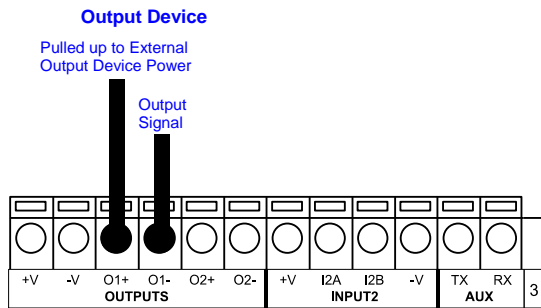 Output Device
Pulled up to External
Output Device Power
Output
Signal
+V -V O1+ O1- O2+ O2- +V I2A I2B -V TX RX
OUTPUTS INPUT2 AUX 3